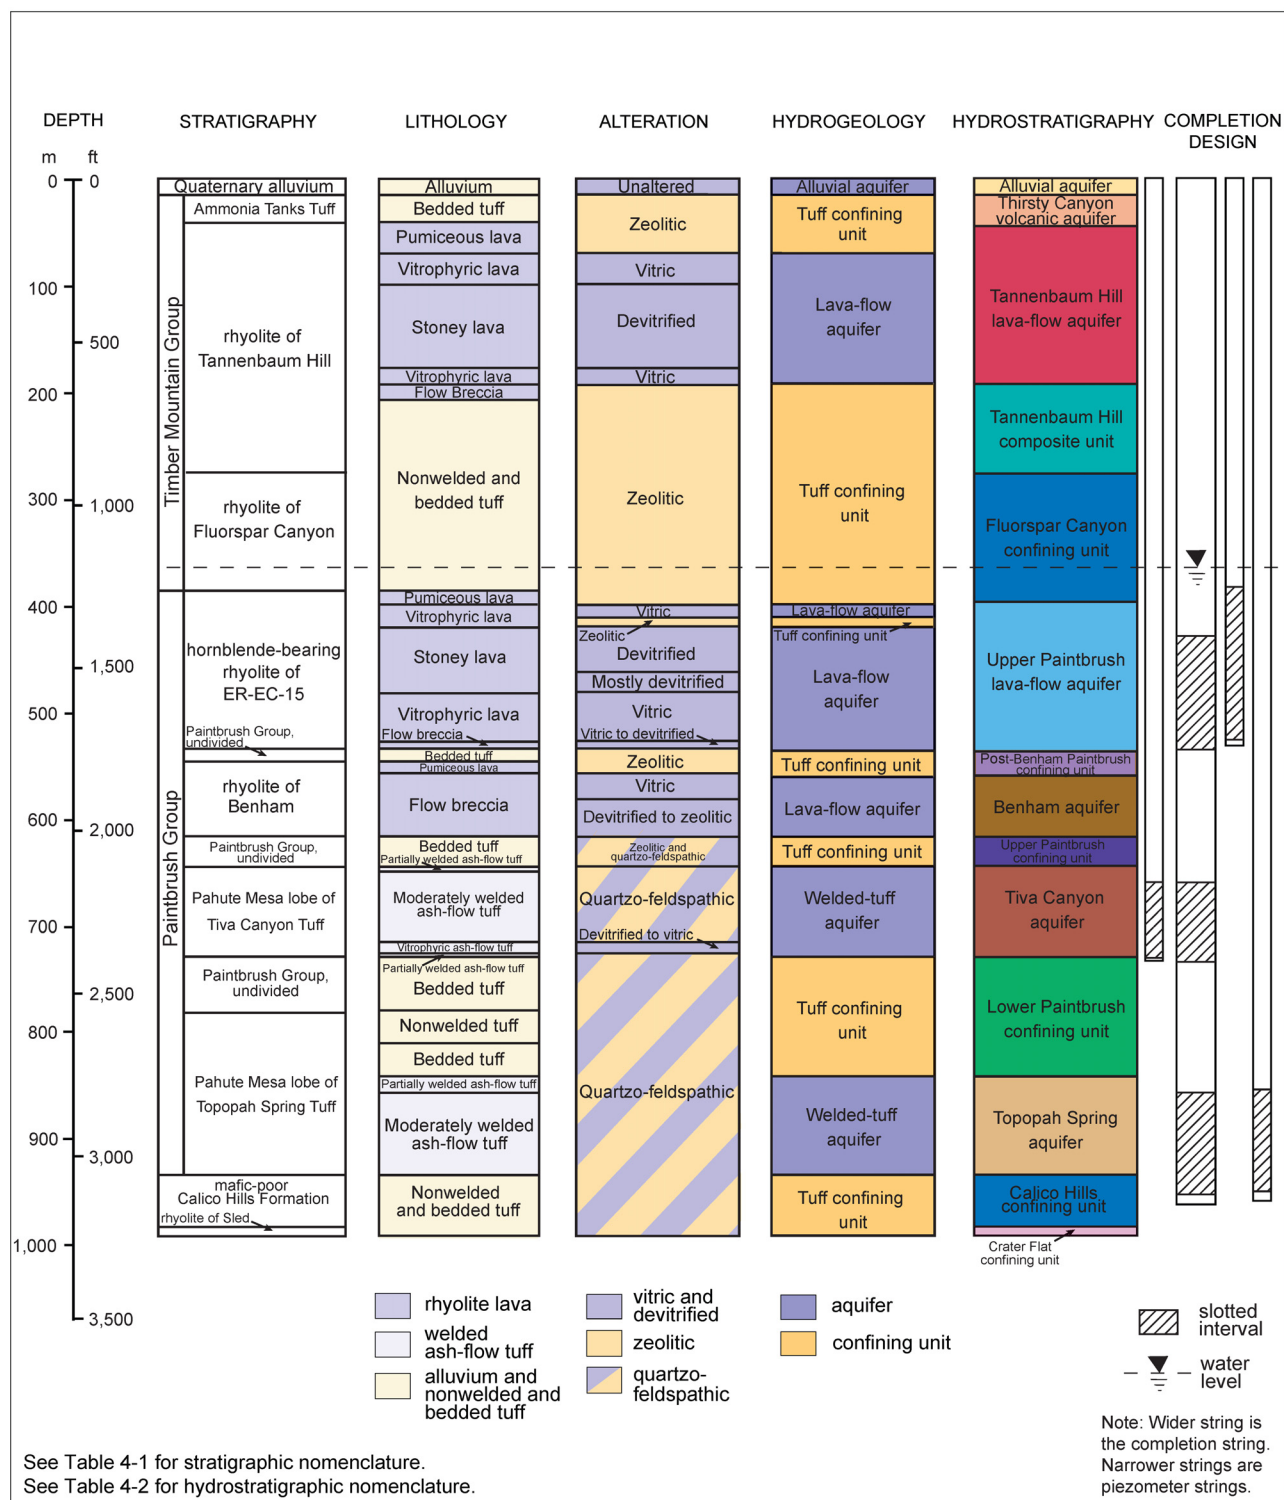 DEPTH
m ft
STRATIGRAPHY
LITHOLOGY
ALTERATION
HYDROGEOLOGY
HYDROSTRATIGRAPHY
COMPLETION
DESIGN
0
100
200
300
400
500
600
700
800
900
1,000
0
500
1,000
1,500
2,000
2,500
3,000
3,500
Quaternary alluvium
Timber Mountain Group
Ammonia Tanks Tuff
rhyolite of
Tannenbaum Hill
rhyolite of
Fluorspar Canyon
Paintbrush Group
hornblende-bearing
rhyolite of
ER-EC-15
Paintbrush Group,
undivided
rhyolite of
Benham
Paintbrush Group,
undivided
Pahute Mesa lobe of
Tiva Canyon Tuff
Paintbrush Group,
undivided
Pahute Mesa lobe of
Topopah Spring Tuff
mafic-poor
Calico Hills Formation
rhyolite of Sled
Alluvium
Bedded tuff
Pumiceous lava
Vitrophyric lava
Stoney lava
Vitrophyric lava
Flow Breccia
Nonwelded and
bedded tuff
Pumiceous lava
Vitrophyric lava
Stoney lava
Vitrophyric lava
Flow breccia
Bedded tuff
Pumiceous lava
Flow breccia
Bedded tuff
Partially welded ash-flow tuff
Moderately welded
ash-flow tuff
Vitrophyric ash-flow tuff
Partially welded ash-flow tuff
Bedded tuff
Nonwelded tuff
Bedded tuff
Partially welded ash-flow tuff
Moderately welded
ash-flow tuff
Nonwelded
and bedded tuff
Unaltered
Zeolitic
Vitric
Devitrified
Vitric
Zeolitic
Vitric
Zeolitic
Devitrified
Mostly devitrified
Vitric
Vitric to devitrified
Zeolitic
Vitric
Devitrified to zeolitic
Zeolitic and
quartzo-feldspathic
Quartzo-feldspathic
Devitrified to vitric
Quartzo-feldspathic
Alluvial aquifer
Tuff confining
unit
Lava-flow
aquifer
Tuff confining
unit
Lava-flow aquifer
Tuff confining unit
Lava-flow
aquifer
Tuff confining unit
Lava-flow aquifer
Tuff confining unit
Welded-tuff
aquifer
Tuff confining
unit
Welded-tuff
aquifer
Tuff confining
unit
Alluvial aquifer
Thirsty Canyon
volcanic aquifer
Tannenbaum Hill
lava-flow aquifer
Tannenbaum Hill
composite unit
Fluorspar Canyon
confining unit
Upper Paintbrush
lava-flow aquifer
Post-Benham Paintbrush
confining unit
Benham aquifer
Upper Paintbrush
confining unit
Tiva Canyon
aquifer
Lower Paintbrush
confining unit
Topopah Spring
aquifer
Calico Hills
confining unit
Crater Flat
confining unit
rhyolite lava
welded
ash-flow tuff
alluvium and
nonwelded and
bedded tuff
vitric and
devitrified
zeolitic
quartzo-
feldspathic
aquifer
confining unit
slotted
interval
water
level
Note: Wider string is
the completion string.
Narrower strings are
piezometer strings.
See Table 4-1 for stratigraphic nomenclature.
See Table 4-2 for hydrostratigraphic nomenclature.